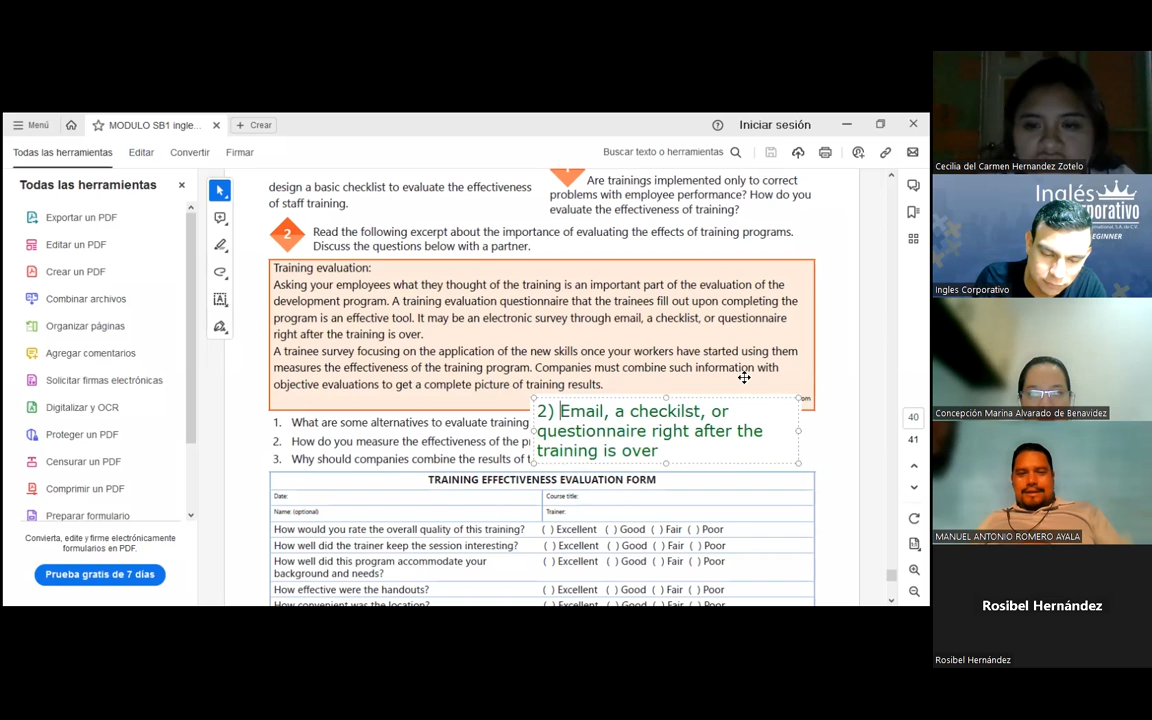 Menú
MODULO SB1 ingle...
Crear
Iniciar sesión
Todas las herramientas
Editar
Convertir
Firmar
Buscar texto o herramientas
Todas las herramientas
Exportar un PDF
Editar un PDF
Crear un PDF
Combinar archivos
Organizar páginas
Agregar comentarios
Solicitar firmas electrónicas
Digitalizar y OCR
Proteger un PDF
Censurar un PDF
Comprimir un PDF
Preparar formulario
Convierta, edite y firme electrónicamente
formularios en PDF.
Prueba gratis de 7 días
design a basic checklist to evaluate the effectiveness
of staff training.
Are trainings implemented only to correct
problems with employee performance? How do you
evaluate the effectiveness of training?
2
Read the following excerpt about the importance of evaluating the effects of training programs.
Discuss the questions below with a partner.
Training evaluation:
Asking your employees what they thought of the training is an important part of the evaluation of the
development program. A training evaluation questionnaire that the trainees fill out upon completing the
program is an effective tool. It may be an electronic survey through email, a checklist, or questionnaire
right after the training is over.
A trainee survey focusing on the application of the new skills once your workers have started using them
measures the effectiveness of the training program. Companies must combine such information with
objective evaluations to get a complete picture of training results.
om
1. What are some alternatives to evaluate training
2. How do you measure the effectiveness of the p
3. Why should companies combine the results of t
2) Email, a checkilst, or
questionnaire right after the
training is over
TRAINING EFFECTIVENESS EVALUATION FORM
Date:
Course title:
Name: (optional)
Trainer.
How would you rate the overall quality of this training? ( ) Excellent ( ) Good ( ) Fair ( ) Poor
How well did the trainer keep the session interesting? ( ) Excellent ( ) Good ( ) Fair ( ) Poor
How well did this program accommodate your
background and needs? ( ) Excellent ( ) Good ( ) Fair ( ) Poor
How effective were the handouts? ( ) Excellent ( ) Good ( ) Fair ( ) Poor
How convenient was the location? ( ) Excellent ( ) Good ( ) Fair ( ) Poor
40
41
Cecilia del Carmen Hernandez Zotelo
Inglés
rporativo
EGINNER
Ingles Corporativo
Concepción Marina Alvarado de Benavidez
MANUEL ANTONIO ROMERO AYALA
Rosibel Hernández
Rosibel Hernández